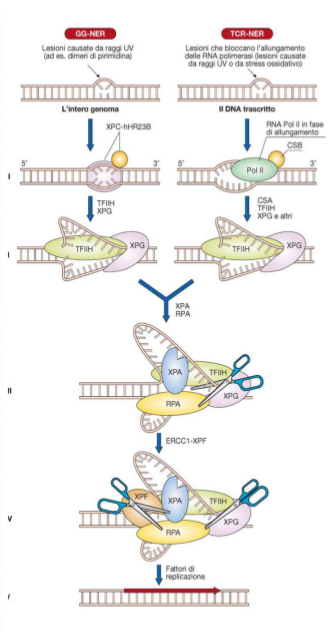 GG-NER
Lesioni causate da raggi UV
(ad es. dimeri di pirimidina)
L'intero genoma
XPC-hHR23B
5'
3'
I
TFIIH
XPG
TFIIH
XPG
I
TCR-NER
Lesioni che bloccano l'allungamento
delle RNA polimerasi (lesioni causate
da raggi UV o da stress ossidativo)
Il DNA trascritto
RNA Pol II in fase
di allungamento
CSB
5'
Pol II
3'
CSA
TFIIH
XPG e altri
TFIIH
XPG
XPA
RPA
II
XPA
TFIIH
RPA
XPG
ERCC1-XPF
V
XPF
XPA
TFIIH
RPA
XPG
Fattori di
replicazione